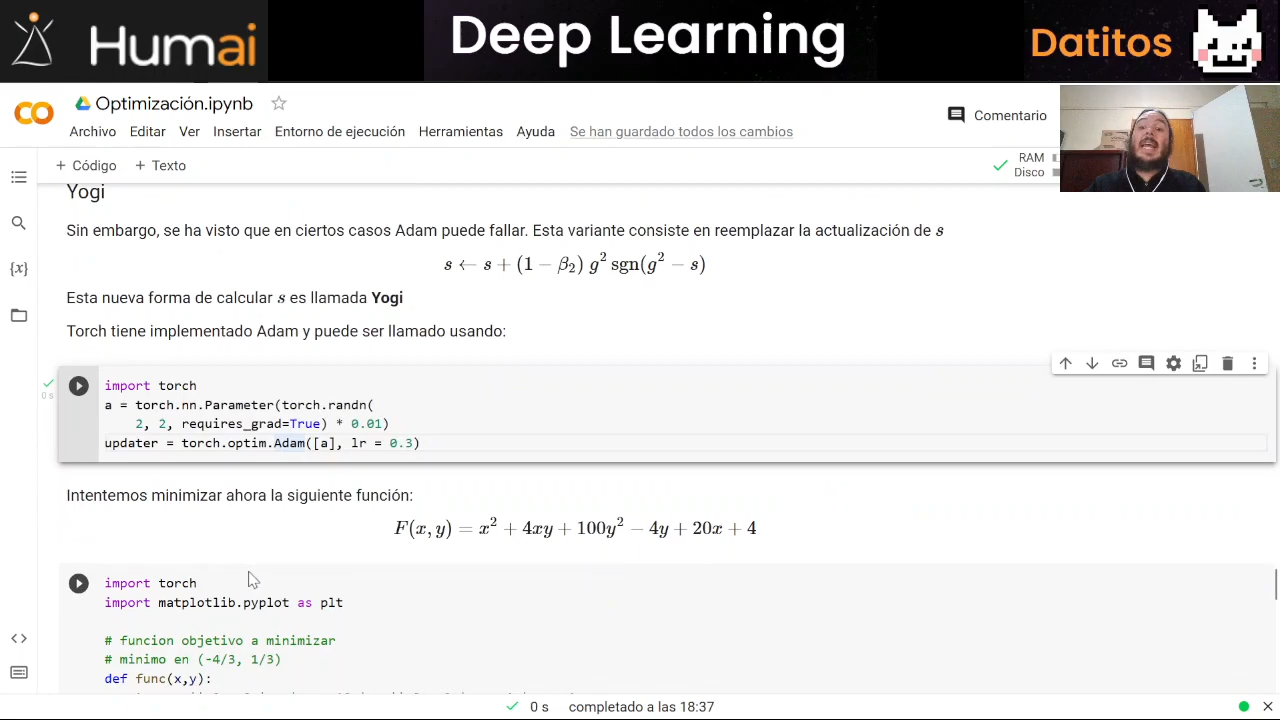 Humai
Deep Learning
Datitos
Optimización.ipynb
Archivo Editar Ver Insertar Entorno de ejecución Herramientas Ayuda Se han guardado todos los cambios
Comentario
+ Código + Texto
RAM
Disco
Yogi
Sin embargo, se ha visto que en ciertos casos Adam puede fallar. Esta variante consiste en reemplazar la actualización de s
s ← s + (1 − β₂) g² sgn(g² − s)
Esta nueva forma de calcular s es llamada Yogi
Torch tiene implementado Adam y puede ser llamado usando:
0 s
import torch
a = torch.nn.Parameter(torch.randn(
2, 2, requires_grad=True) * 0.01)
updater = torch.optim.Adam([a], lr = 0.3)
Intentemos minimizar ahora la siguiente función:
F(x, y) = x² + 4xy + 100y² − 4y + 20x + 4
import torch
import matplotlib.pyplot as plt
# funcion objetivo a minimizar
# minimo en (-4/3, 1/3)
def func(x,y):
0 s completado a las 18:37